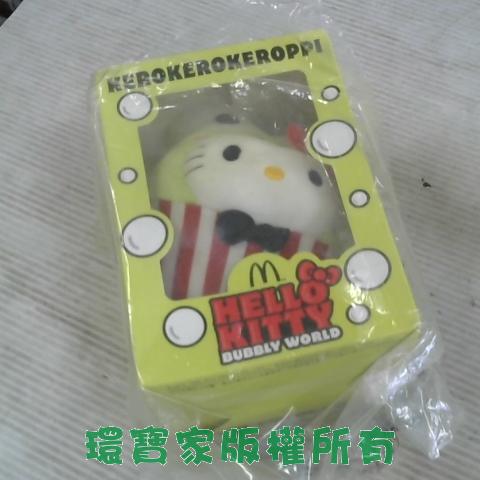 KEROKEROKEROPPI
HELLO
KITTY
BUBBLY WORLD
環寶家版權所有